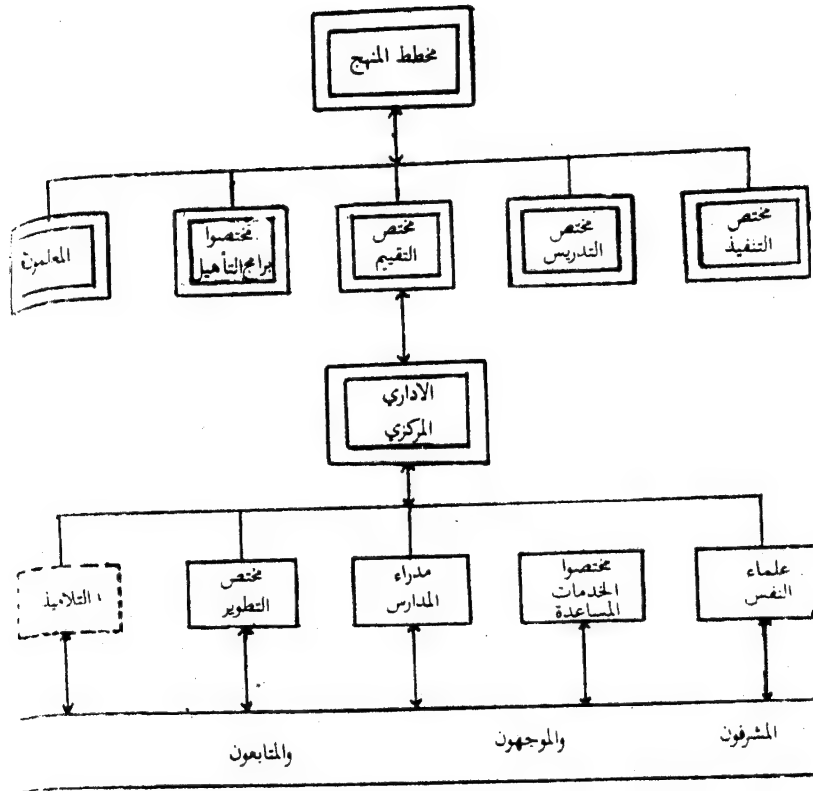 مخطط المنهج
مختص
التنفيذ
مختص
التدريس
مختص
التقييم
مختصوا
برامج التأهيل
المعلمون
الاداري
المركزي
علماء
النفس
مختصوا
الخدمات
المساعدة
مدراء
المدارس
مختص
التطوير
التلاميذ
المشرفون والموجهون والمتابعون